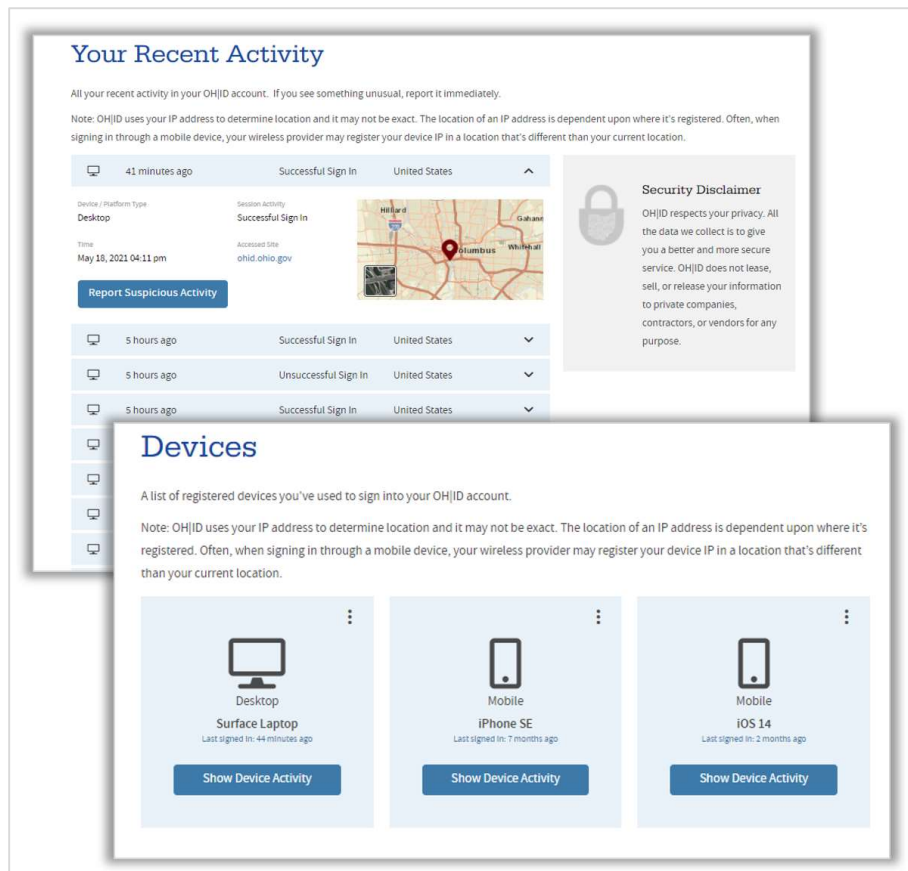 Your Recent Activity
All your recent activity in your OH|ID account. If you see something unusual, report it immediately.
Note: OH|ID uses your IP address to determine location and it may not be exact. The location of an IP address is dependent upon where it's registered. Often, when
signing in through a mobile device, your wireless provider may register your device IP in a location that's different than your current location.
41 minutes ago Successful Sign In United States
Device / Platform Type Session Activity
Desktop Successful Sign In
Time Accessed Site
May 18, 2021 04:11 pm ohid.ohio.gov
Report Suspicious Activity
Hilliard
Gahann
Columbus Whitehall
Security Disclaimer
OH|ID respects your privacy. All
the data we collect is to give
you a better and more secure
service. OH|ID does not lease,
sell, or release your information
to private companies,
contractors, or vendors for any
purpose.
5 hours ago Successful Sign In United States
5 hours ago Unsuccessful Sign In United States
5 hours ago Successful Sign In United States
Devices
A list of registered devices you've used to sign into your OH|ID account.
Note: OH|ID uses your IP address to determine location and it may not be exact. The location of an IP address is dependent upon where it's
registered. Often, when signing in through a mobile device, your wireless provider may register your device IP in a location that's different
than your current location.
Desktop
Surface Laptop
Last signed in: 44 minutes ago
Show Device Activity
Mobile
iPhone SE
Last signed in: 7 months ago
Show Device Activity
Mobile
iOS 14
Last signed in: 2 months ago
Show Device Activity